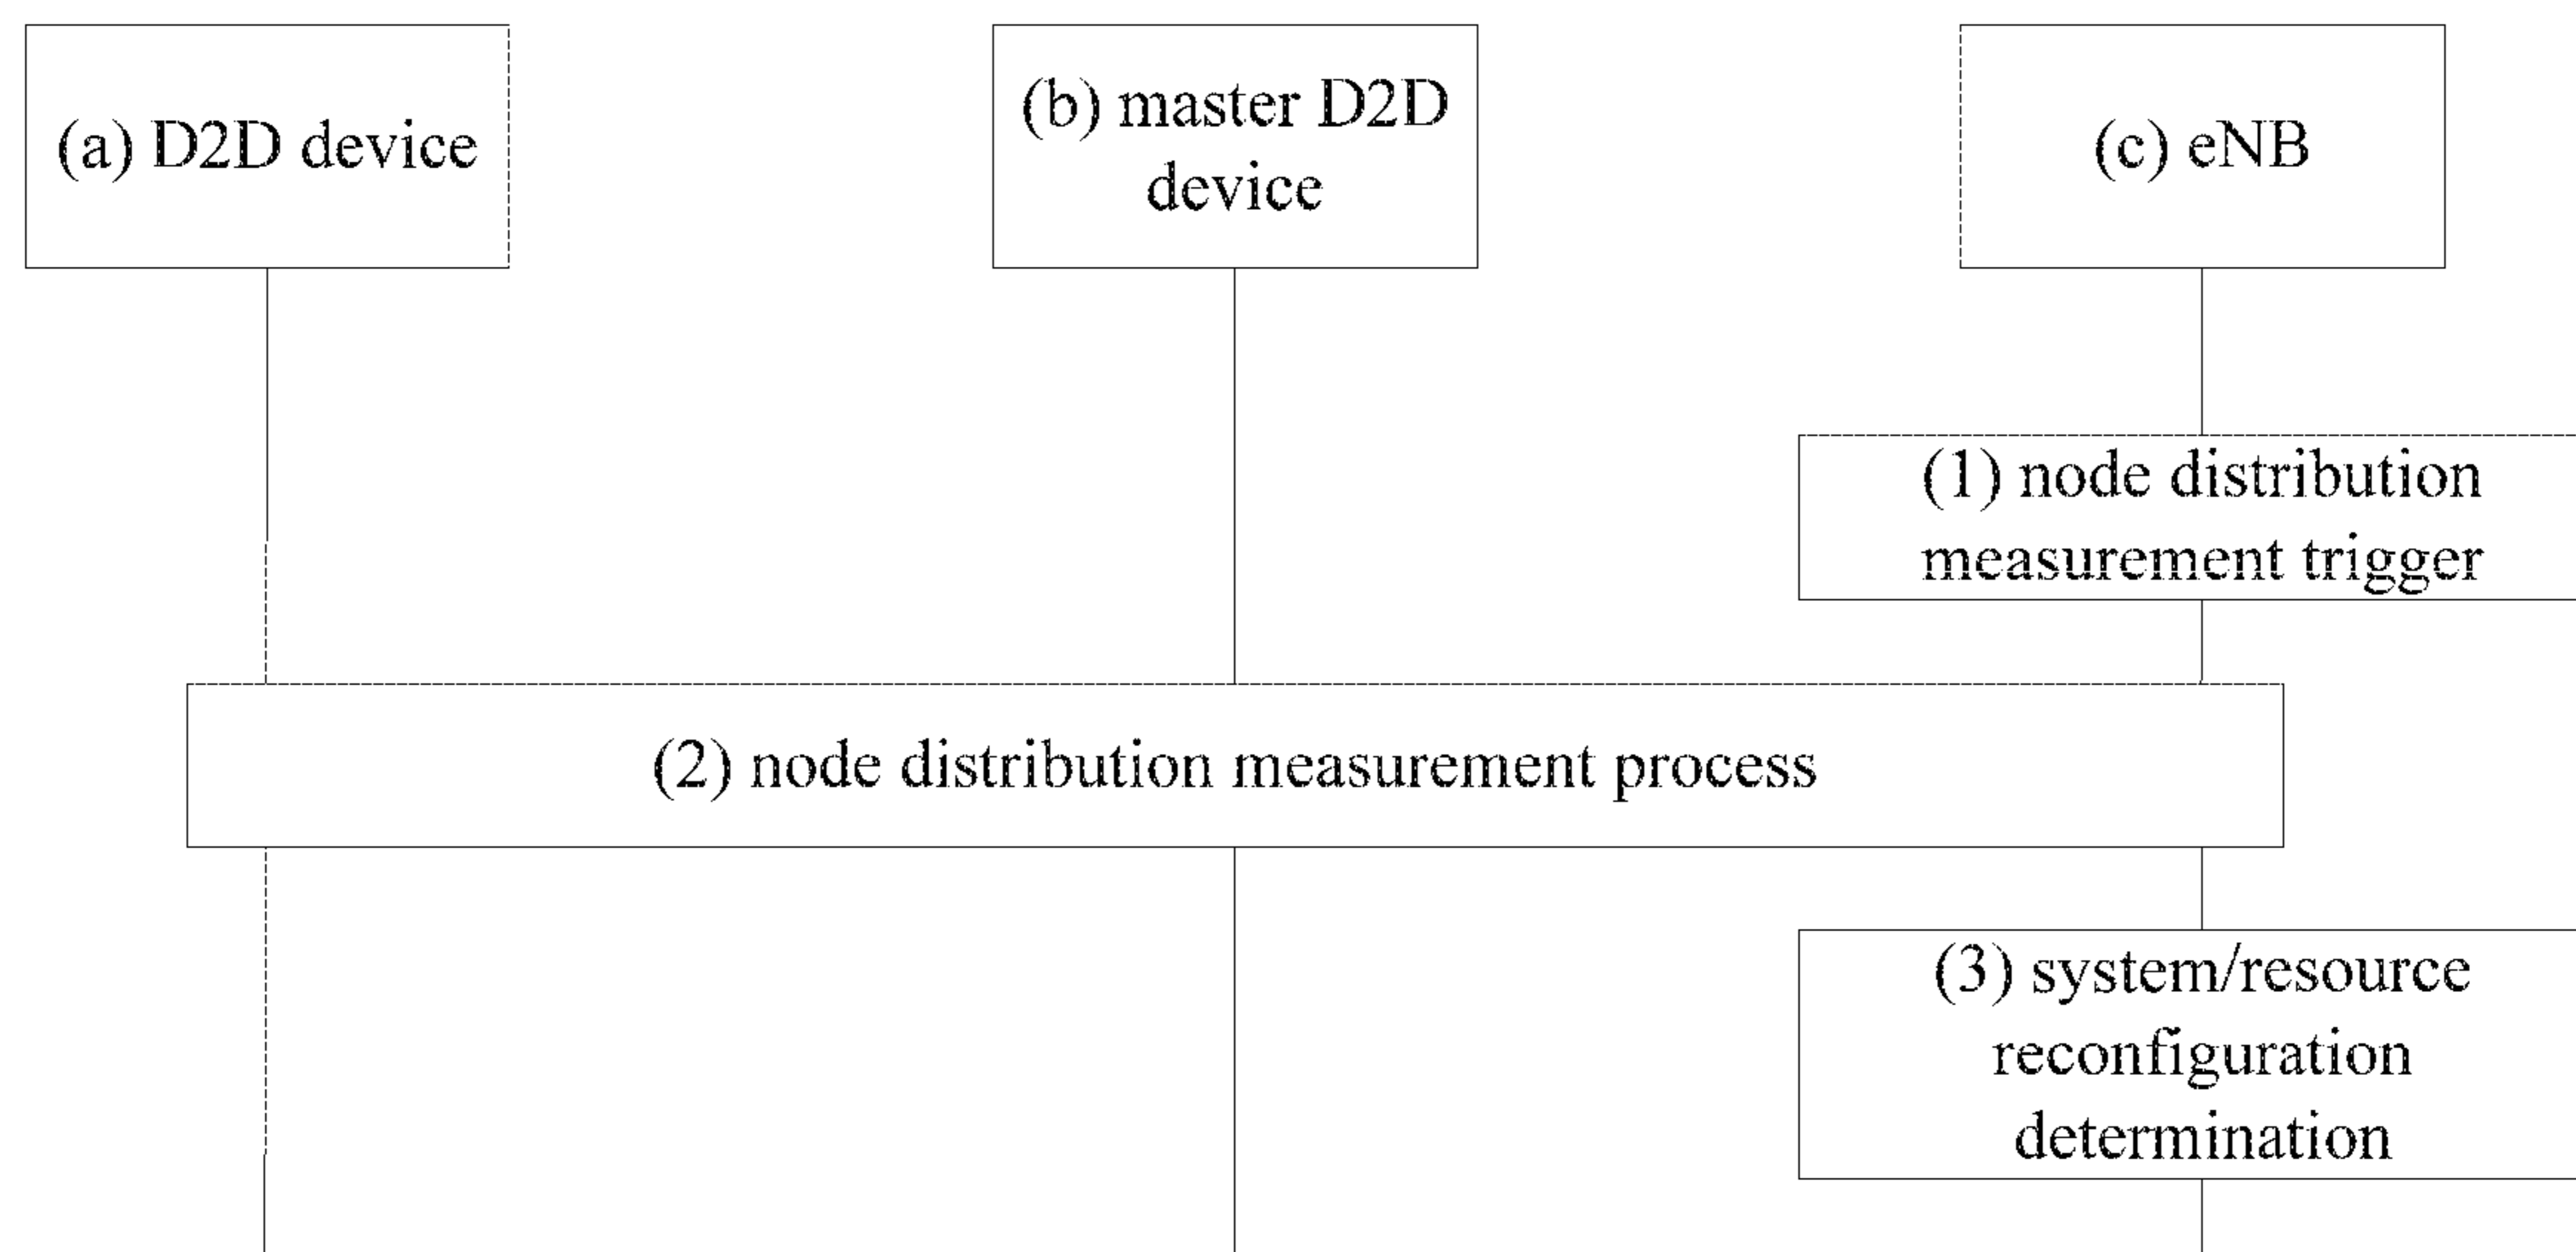 (a) D2D device
(b) master D2D
device
(c) eNB
(1) node distribution
measurement trigger
(2) node distribution measurement process
(3) system/resource
reconfiguration
determination